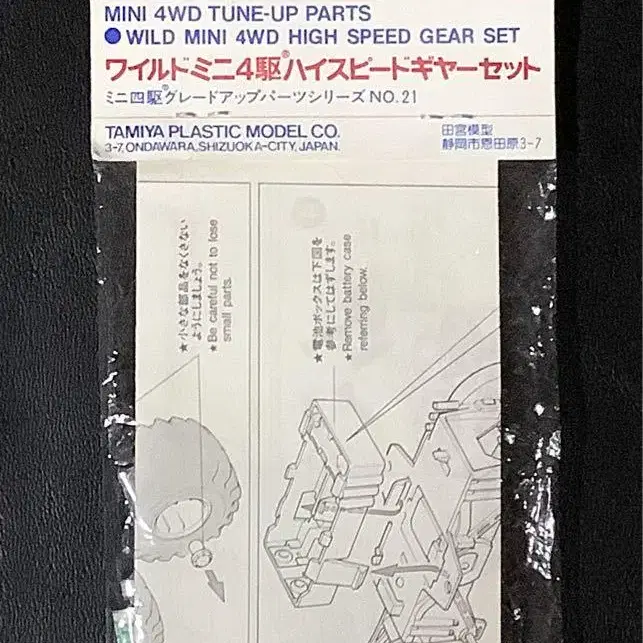 MINI 4WD TUNE-UP PARTS
● WILD MINI 4WD HIGH SPEED GEAR SET
ワイルドミニ4駆®ハイスピードギヤーセット
ミニ四駆®グレードアップパーツシリーズ NO.21
TAMIYA PLASTIC MODEL CO.
3-7, ONDAWARA, SHIZUOKA-CITY, JAPAN.
田宮模型
静岡市恩田原3-7
★小さな部品をなくさない
ようにしましょう。
★Be careful not to lose
small parts.
★電池ボックスは下図を
参考にしてはずします。
★Remove battery case
referring below.